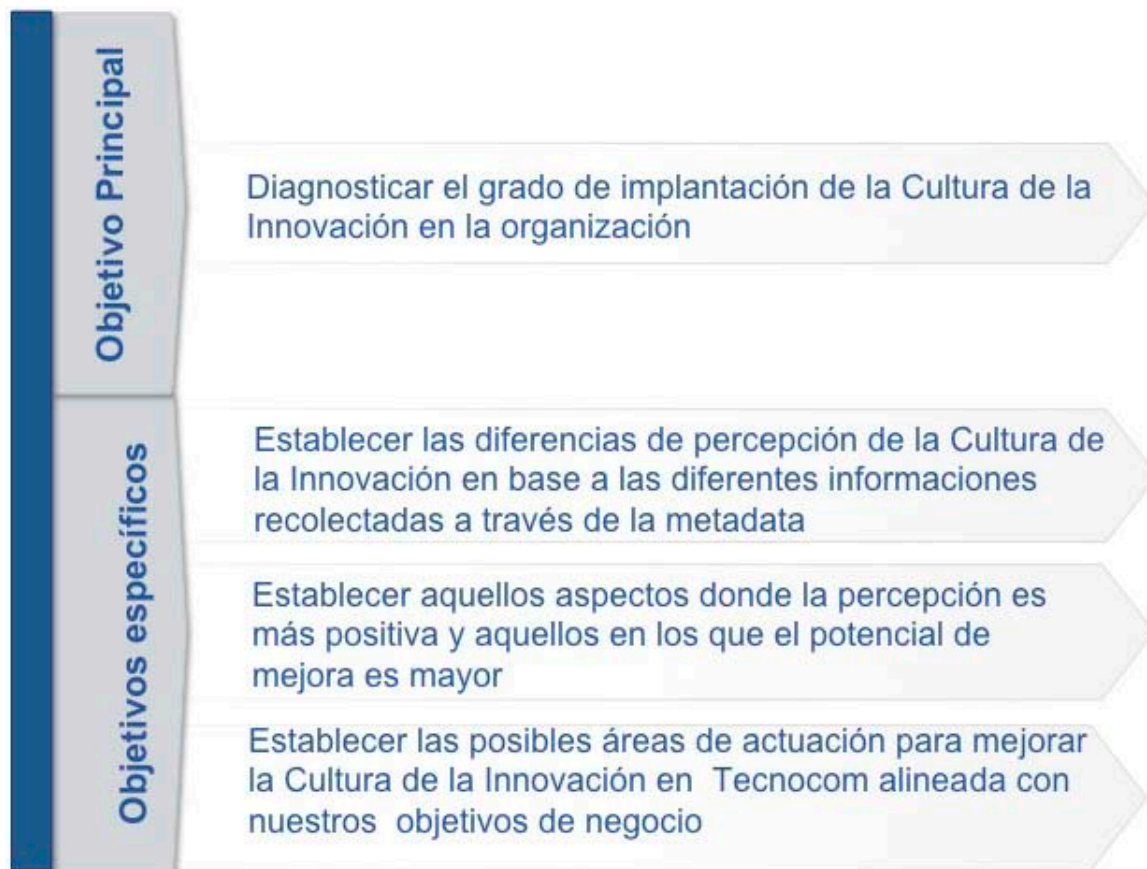 Objetivo Principal
Diagnosticar el grado de implantación de la Cultura de la
Innovación en la organización
Objetivos específicos
Establecer las diferencias de percepción de la Cultura de
la Innovación en base a las diferentes informaciones
recolectadas a través de la metadata
Establecer aquellos aspectos donde la percepción es
más positiva y aquellos en los que el potencial de
mejora es mayor
Establecer las posibles áreas de actuación para mejorar
la Cultura de la Innovación en Tecnocom alineada con
nuestros objetivos de negocio